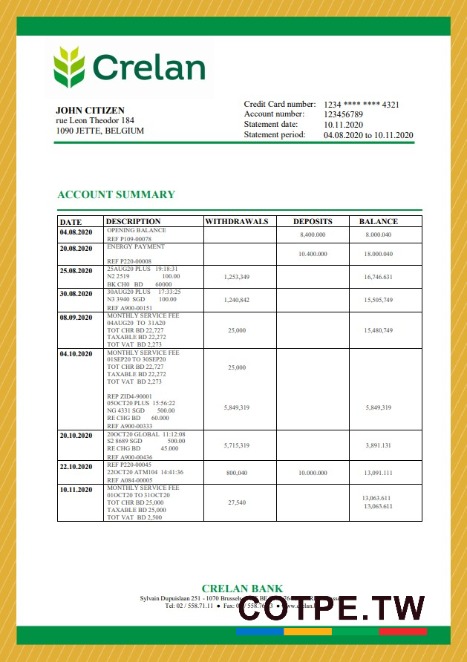 Crelan
JOHN CITIZEN
rue Leon Theodor 184
1090 JETTE, BELGIUM
Credit Card number: 1234 **** **** 4321
Account number: 123456789
Statement date: 10.11.2020
Statement period: 04.08.2020 to 10.11.2020
ACCOUNT SUMMARY
DATE DESCRIPTION WITHDRAWALS DEPOSITS BALANCE
04.08.2020 OPENING BALANCE
REF P109-00078 8,400.000 8.000.040
20.08.2020 ENERGY PAYMENT
10.400.000 18.000.040
REF P220-00008
25.08.2020 25AUG20 PLUS 19:18:31
N2 2519 100.00 1,253,349 16,746.631
BK CH0 BD 60000
30.08.2020 30AUG20 PLUS 17:33:25
N3 3940 SGD 100.00 1,240,842 15,505,749
REF A900-00151
08.09.2020 MONTHLY SERVICE FEE
04AUG20 TO 31A20
TOT CHR BD 22,727 25,000 15,480,749
TAXABLE BD 22,272
TOT VAT BD 2,273
04.10.2020 MONTHLY SERVICE FEE
01SEP20 TO 30SEP20
TOT CHR BD 22,727 25,000
TAXABLE BD 22,272
TOT VAT BD 2,273
REP ZID4-90001
05OCT20 PLUS 15:56:22
NG 4331 SGD 500.00 5,849,319 5,849,319
RE CHG BD 60.000
REF A900-00333
20.10.2020 20OCT20 GLOBAL 11:12:08
S2 8689 SGD 500.00 5,715,319 3,891.131
RE CHG BD 45.000
REF A900-00436
22.10.2020 REF P220-00045
22OCT20 ATM104 14:01:36 800,040 10.000.000 13,091.111
REF A084-00005
10.11.2020 MONTHLY SERVICE FEE
01OCT20 TO 31OCT20 13,063.611
TOT CHR BD 25,000 27,540 13,063.611
TAXABLE BD 25,000
TOT VAT BD 2,500
CRELAN BANK
Sylvain Dupuislaan 251 - 1070 Brussels
Tel: 02 / 558.71.11 ● Fax:
COTPE.TW